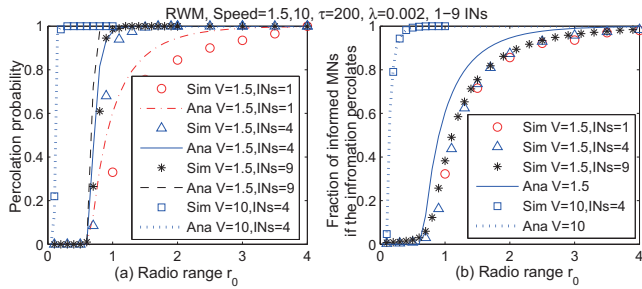 RWM, Speed=1.5,10, τ=200, λ=0.002, 1−9 INs
Percolation probability
1
0.8
0.6
0.4
0.2
0
0 1 2 3 4
Sim V=1.5,INs=1
Ana V=1.5,INs=1
Sim V=1.5,INs=4
Ana V=1.5,INs=4
Sim V=1.5,INs=9
Ana V=1.5,INs=9
Sim V=10,INs=4
Ana V=10,INs=4
(a) Radio range r0
Fraction of informed MNs
if the infromation percolates
1
0.8
0.6
0.4
0.2
0
0 1 2 3 4
Sim V=1.5,INs=1
Sim V=1.5,INs=4
Sim V=1.5,INs=9
Ana V=1.5
Sim V=10,INs=4
Ana V=10
(b) Radio range r0